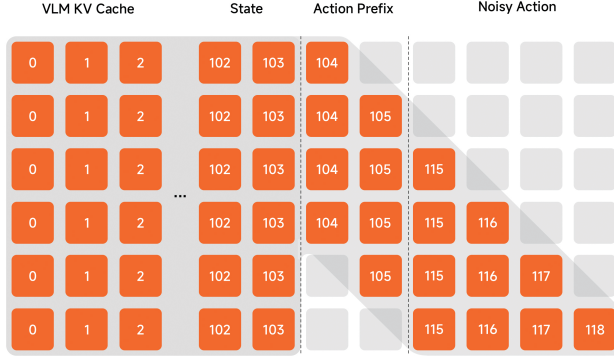 VLM KV Cache State Action Prefix Noisy Action
0 1 2 102 103 104
0 1 2 102 103 104 105
0 1 2 102 103 104 105 115
...
0 1 2 102 103 104 105 115 116
0 1 2 102 103 105 115 116 117
0 1 2 102 103 115 116 117 118